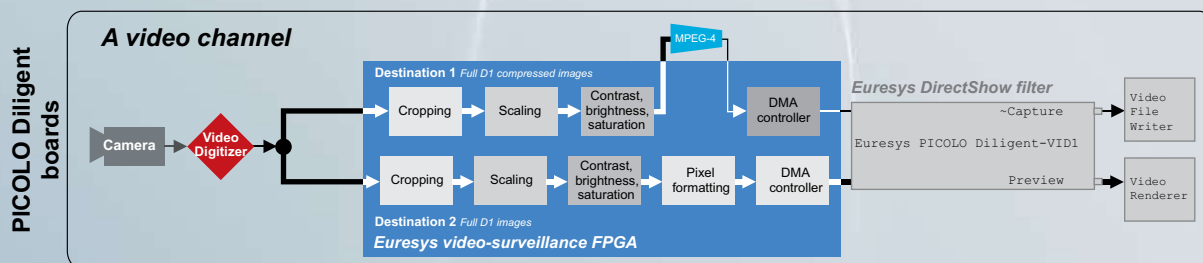 PICOLO Diligent
boards
A video channel
Camera
Video
Digitizer
Destination 1 Full D1 compressed images
MPEG-4
Cropping
Scaling
Contrast,
brightness,
saturation
DMA
controller
Cropping
Scaling
Contrast,
brightness,
saturation
Pixel
formatting
DMA
controller
Destination 2 Full D1 images
Euresys video-surveillance FPGA
Euresys DirectShow filter
~Capture
Euresys PICOLO Diligent-VID1
Preview
Video
File
Writer
Video
Renderer